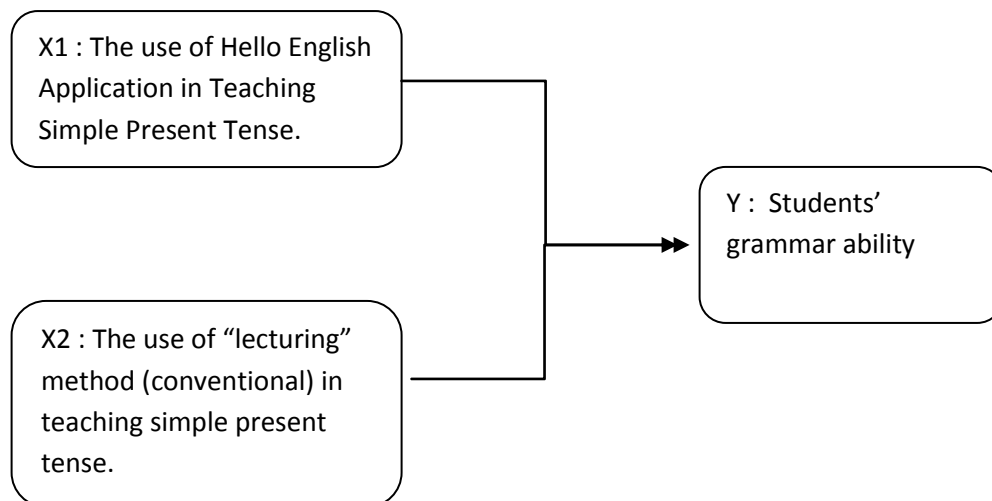 X1 : The use of Hello English
Application in Teaching
Simple Present Tense.
Y : Students’
grammar ability
X2 : The use of “lecturing”
method (conventional) in
teaching simple present
tense.